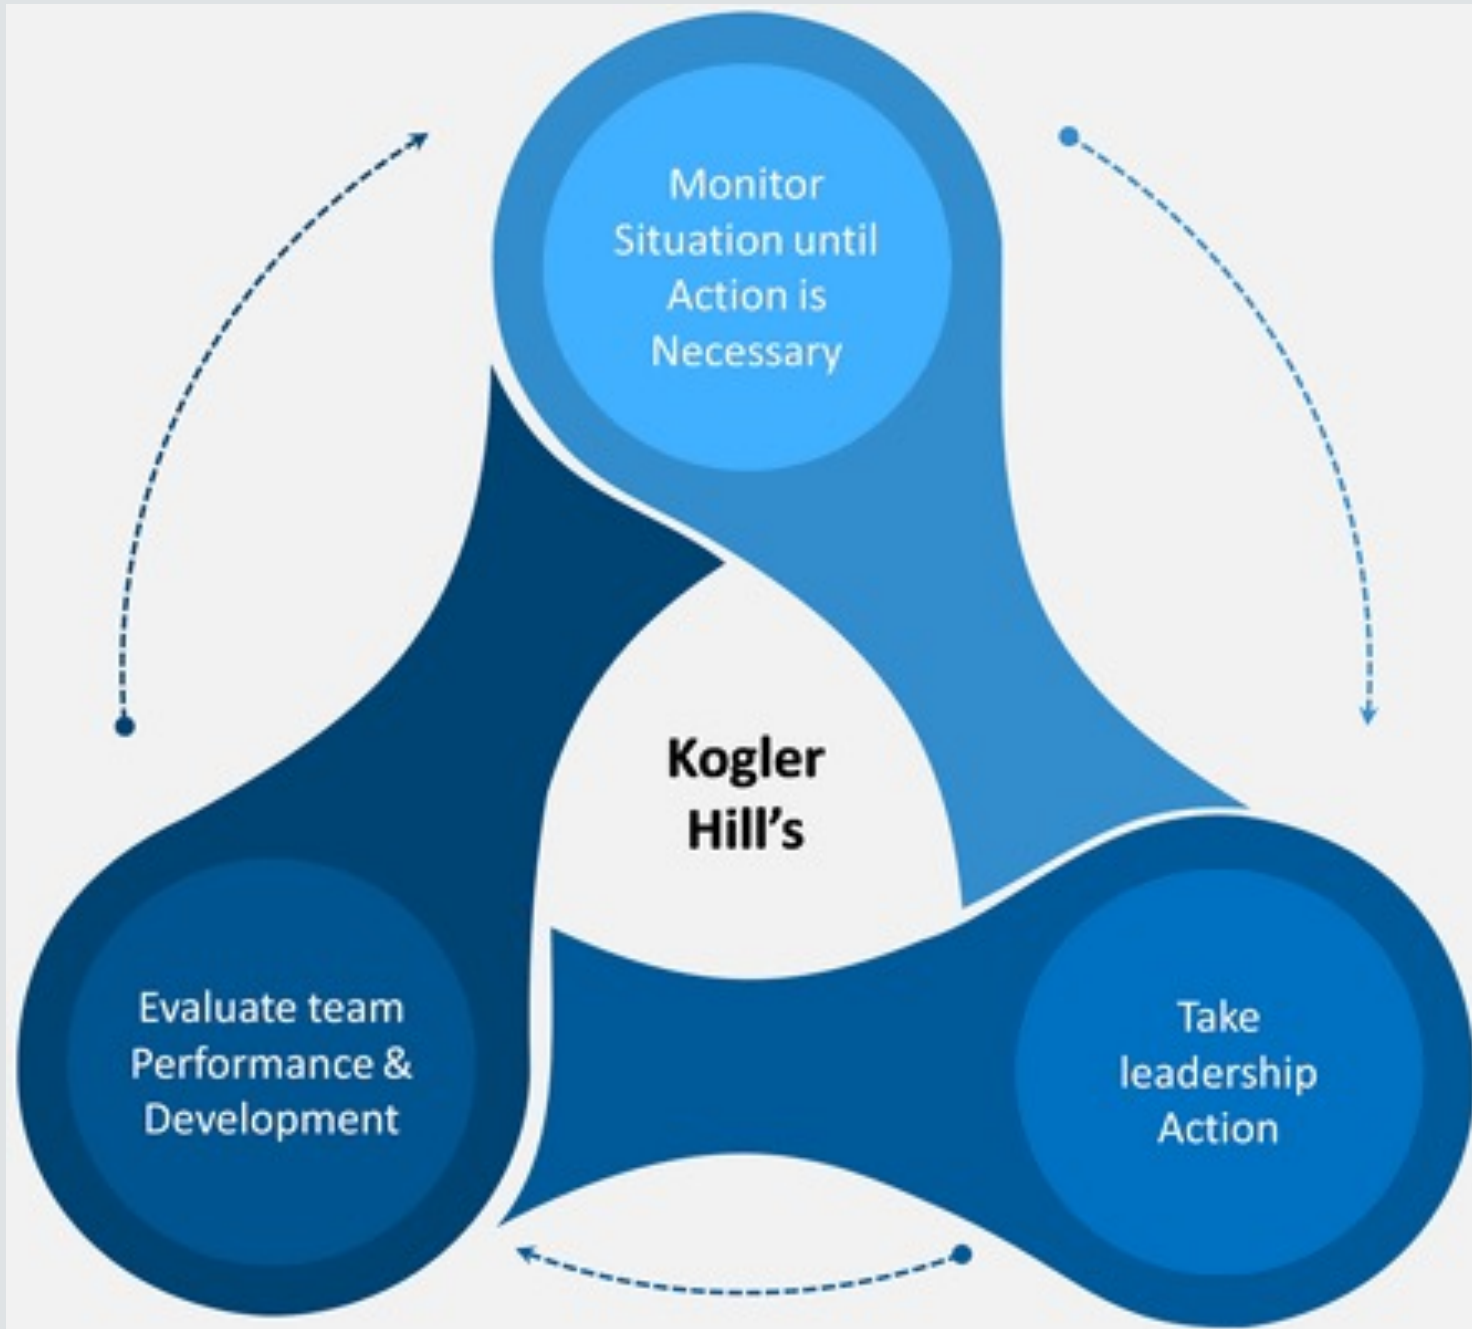 Monitor
Situation until
Action is
Necessary
Kogler
Hill’s
Evaluate team
Performance &
Development
Take
leadership
Action